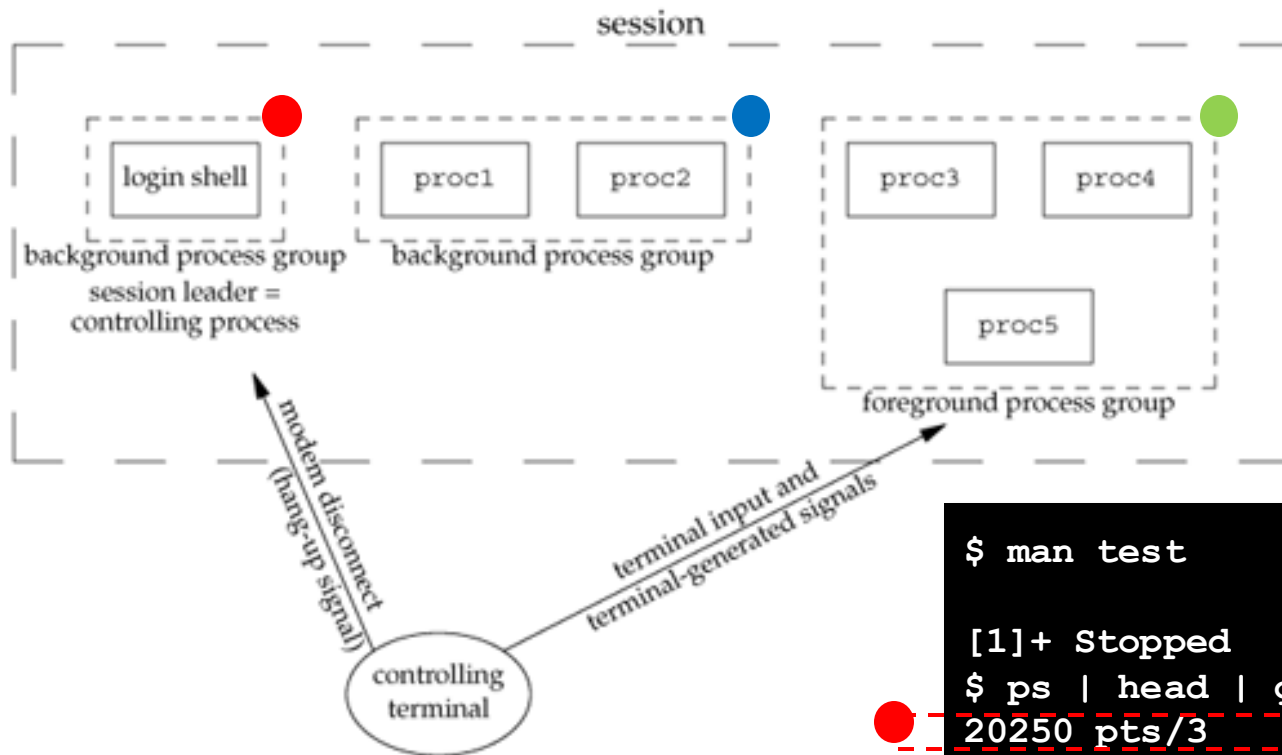 session
login shell
proc1
proc2
proc3
proc4
background process group
background process group
session leader =
controlling process
proc5
foreground process group
modem disconnect
(hang-up signal)
terminal input and
terminal-generated signals
controlling
terminal
$ man test
[1]+ Stopped
$ ps | head | g
20250 pts/3